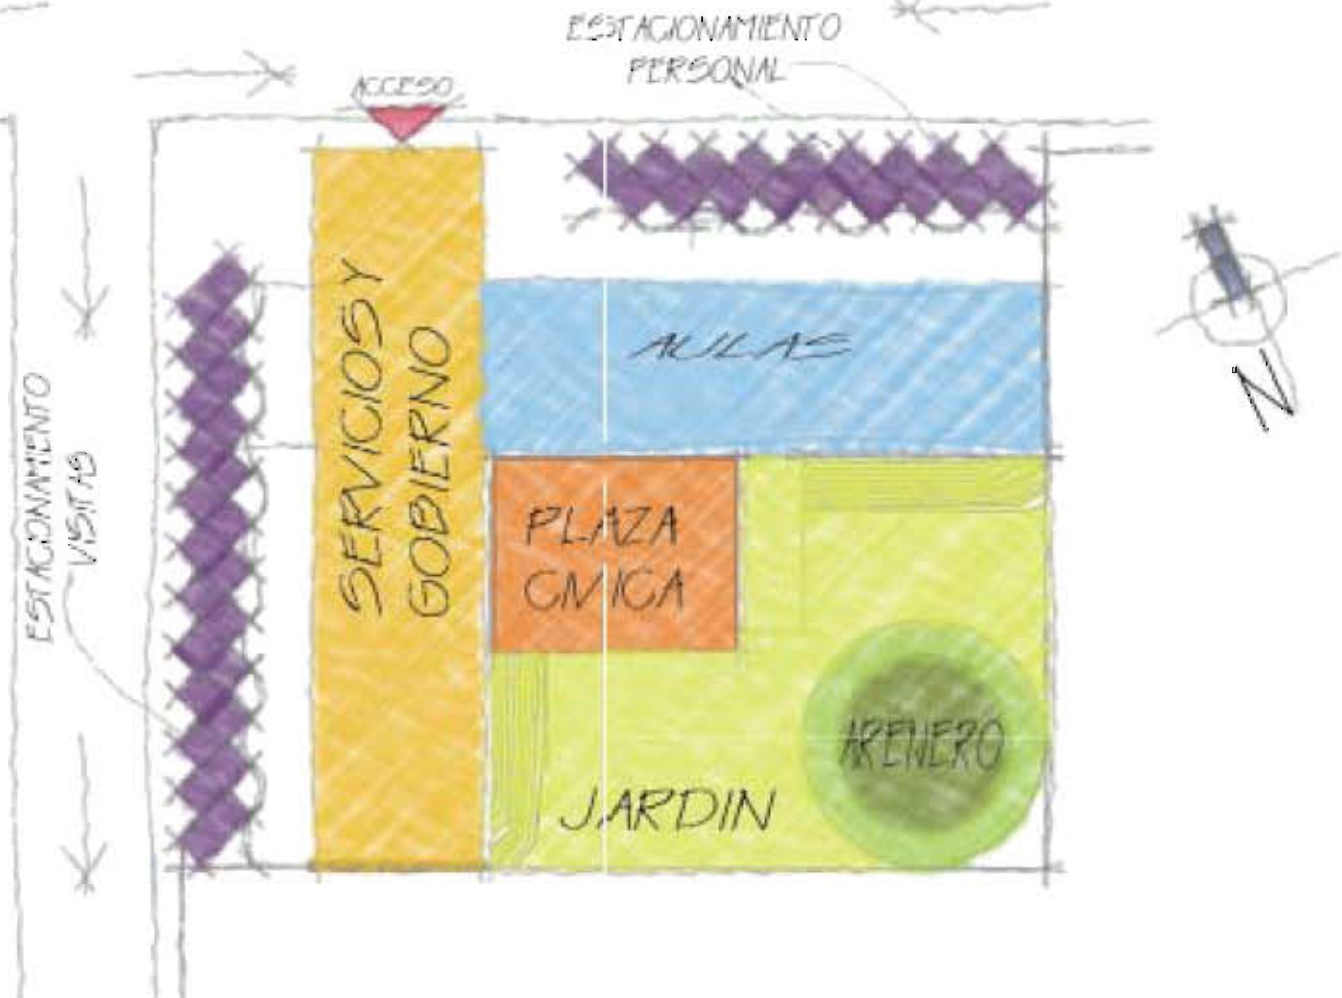 ESTACIONAMIENTO
PERSONAL
ACCESO
SERVICIOS Y
GOBIERNO
AULAS
ESTACIONAMIENTO
VISITAS
PLAZA
CIVICA
ARENERO
JARDIN
N